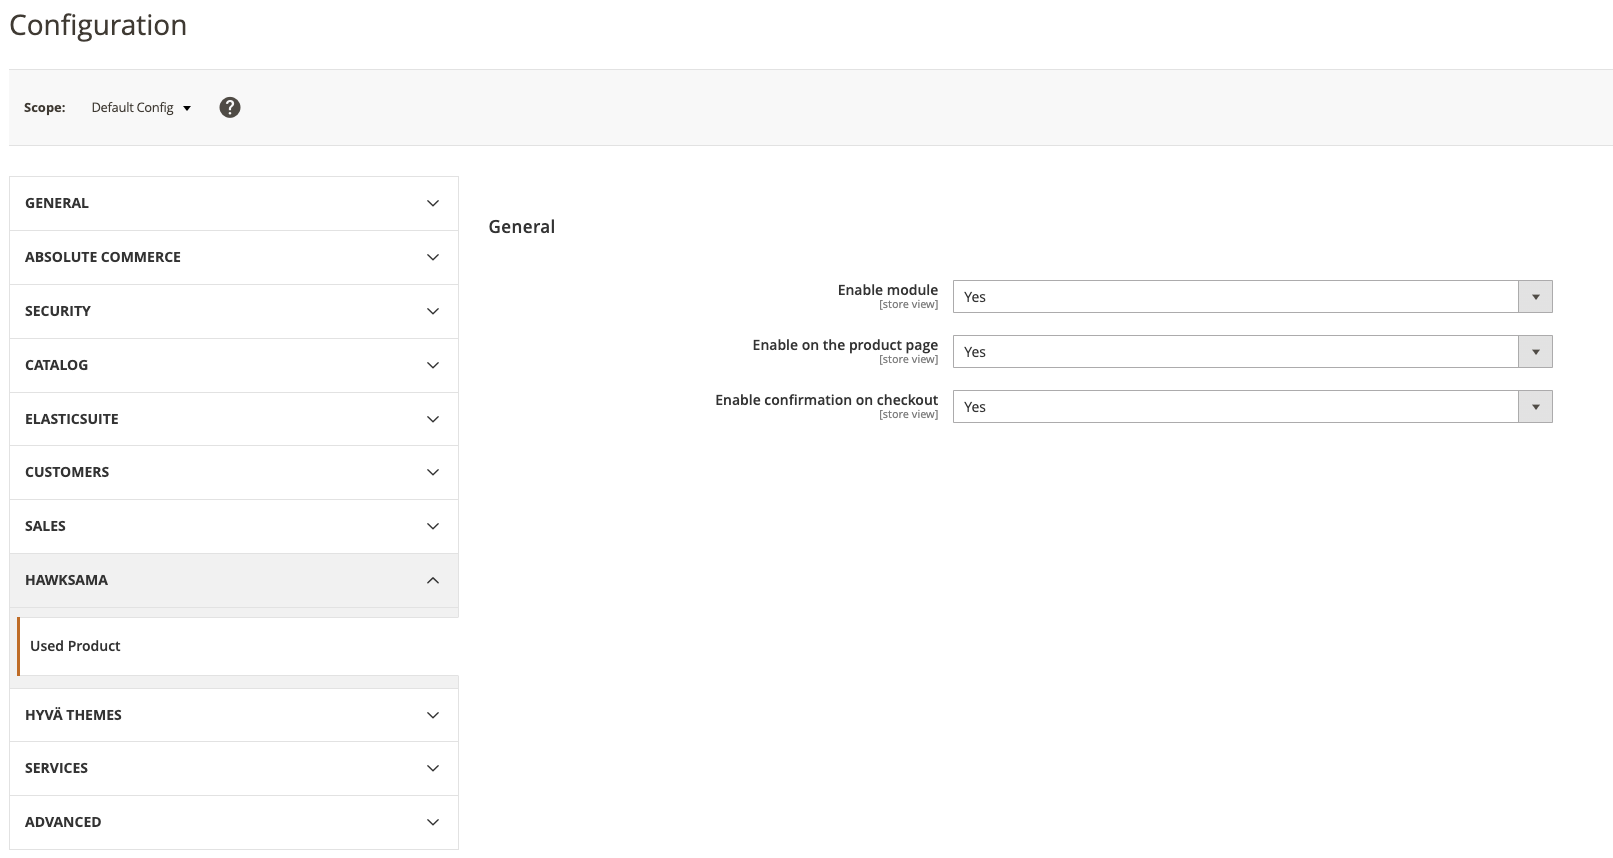 Configuration
Scope: Default Config ?
GENERAL
ABSOLUTE COMMERCE
SECURITY
CATALOG
ELASTICSUITE
CUSTOMERS
SALES
HAWKSAMA
Used Product
HYVÄ THEMES
SERVICES
ADVANCED
General
Enable module Yes
[store view]
Enable on the product page Yes
[store view]
Enable confirmation on checkout Yes
[store view]